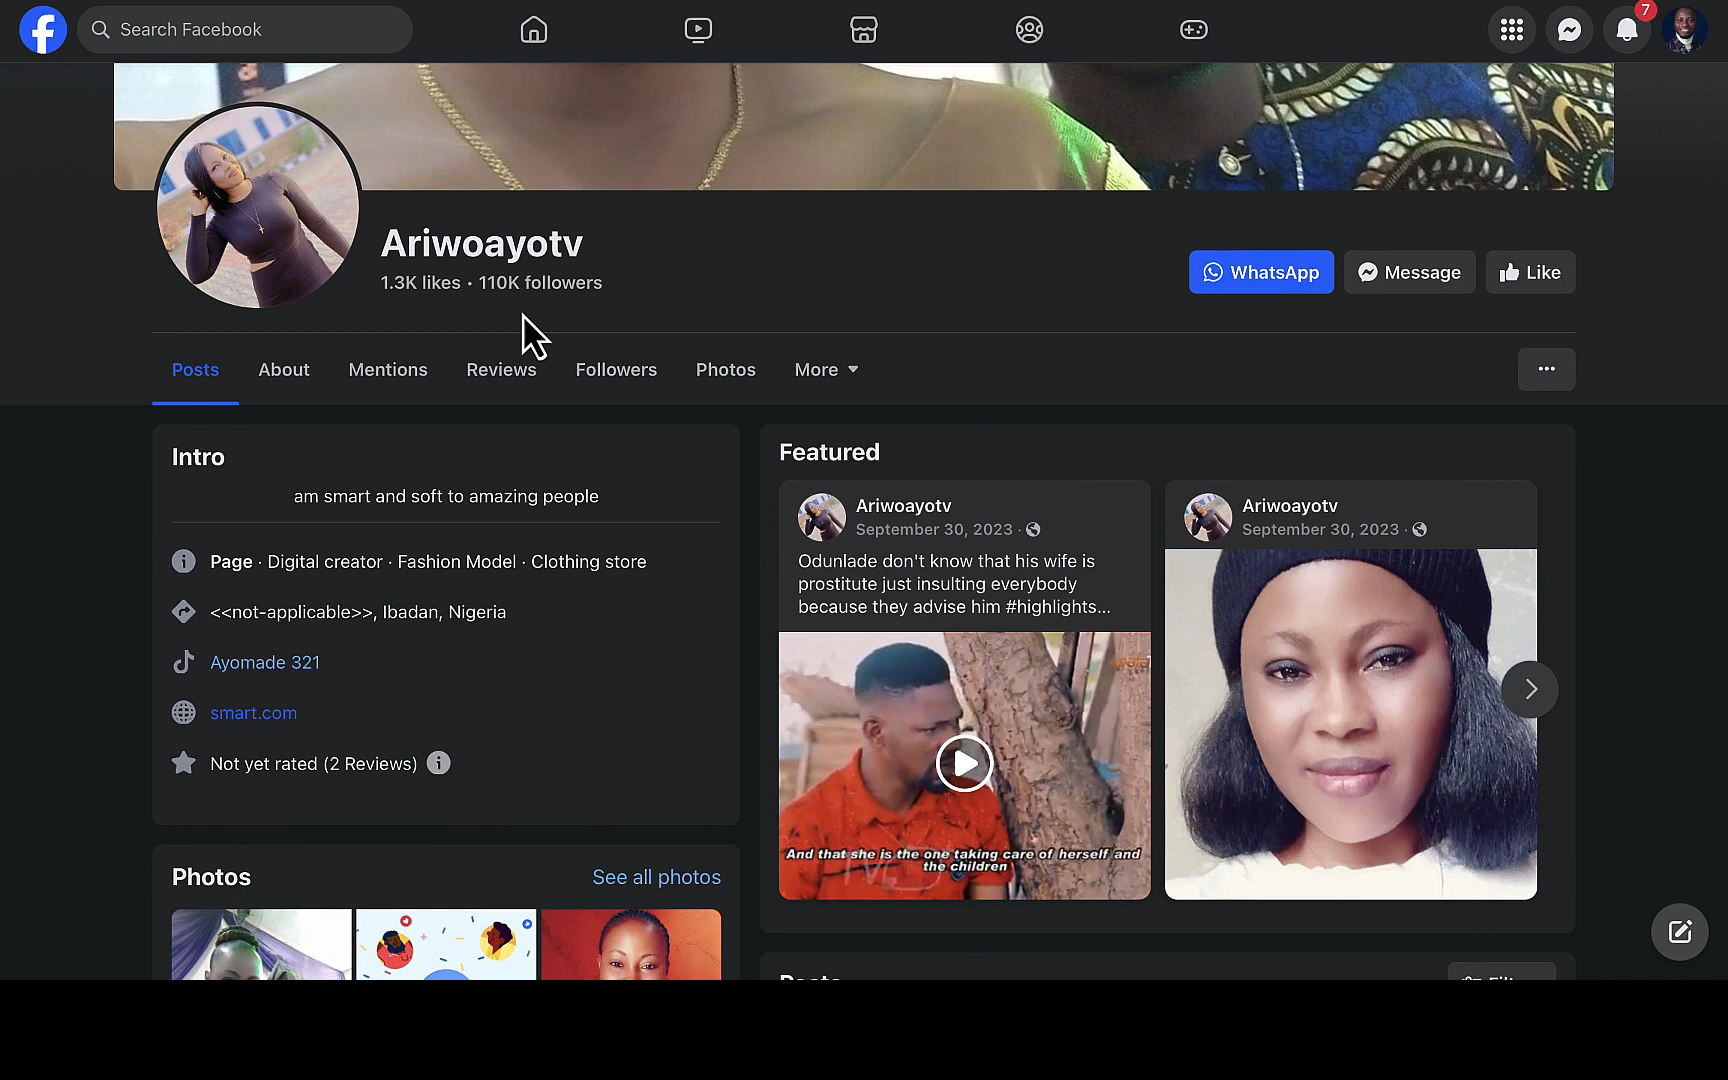 Search Facebook
7
Ariwoayotv
1.3K likes • 110K followers
WhatsApp
Message
Like
Posts
About
Mentions
Reviews
Followers
Photos
More
Intro
am smart and soft to amazing people
Page · Digital creator · Fashion Model · Clothing store
<<not-applicable>>, Ibadan, Nigeria
Ayomade 321
smart.com
Not yet rated (2 Reviews)
Photos
See all photos
Featured
Ariwoayotv
September 30, 2023 ·
Odunlade don't know that his wife is
prostitute just insulting everybody
because they advise him #highlights...
And that she is the one taking care of herself and
the children
Ariwoayotv
September 30, 2023 ·
Posts